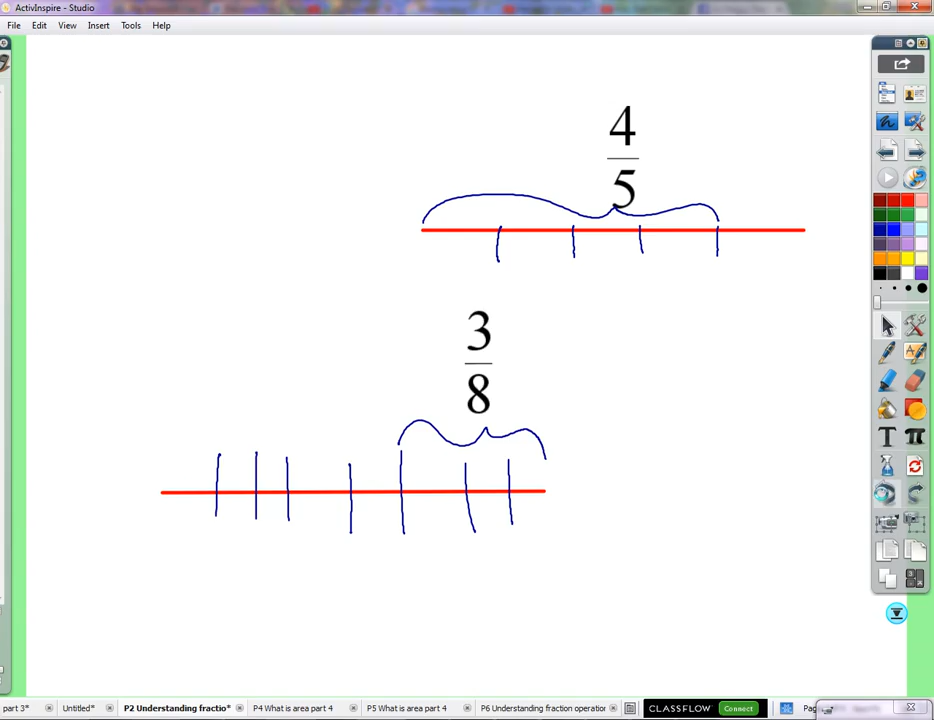 ActivInspire - Studio
File Edit View Insert Tools Help
4
5
3
8
T π
part 3* Untitled* P2 Understanding fractio* P4 What is area part 4 P5 What is area part 4 P6 Understanding fraction operation CLASSFLOW Connect